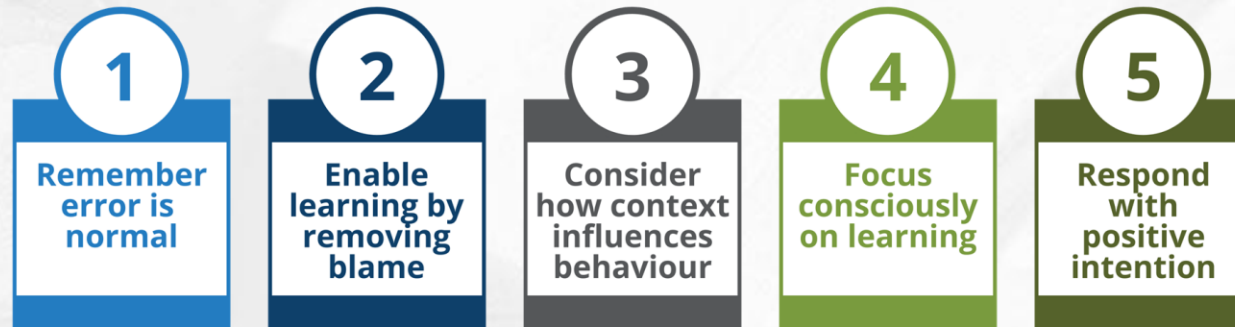 1
Remember
error is
normal
2
Enable
learning by
removing
blame
3
Consider
how context
influences
behaviour
4
Focus
consciously
on learning
5
Respond
with
positive
intention